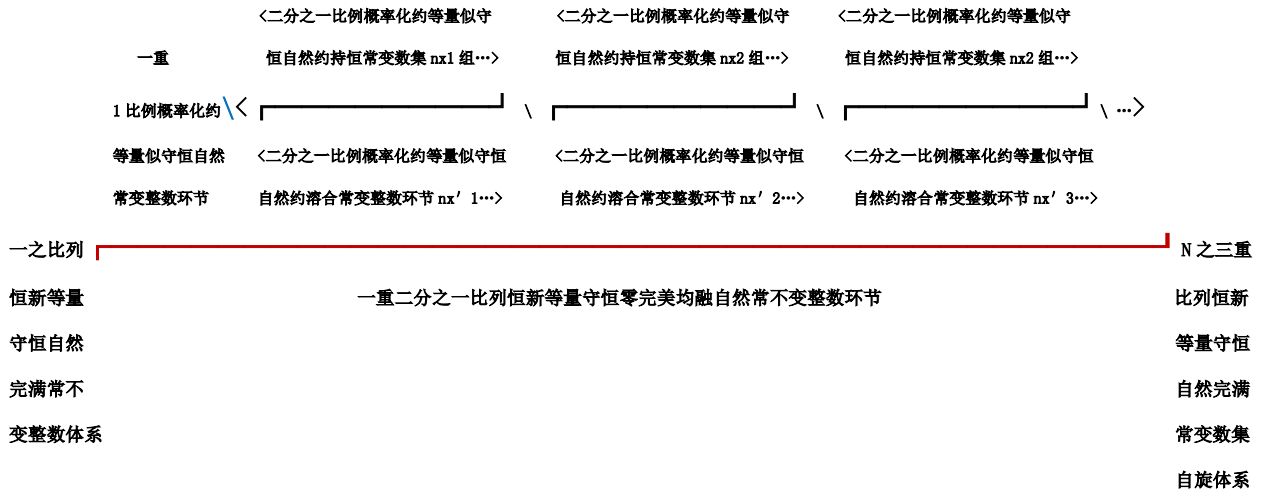 <二分之一比例概率化约等量似守 <二分之一比例概率化约等量似守 <二分之一比例概率化约等量似守
一重 恒自然约持恒常变数集 nx1 组…> 恒自然约持恒常变数集 nx2 组…> 恒自然约持恒常变数集 nx2 组…>
1 比例概率化约\< \ \ \ …>
等量似守恒自然 <二分之一比例概率化约等量似守恒 <二分之一比例概率化约等量似守恒 <二分之一比例概率化约等量似守恒
常变整数环节 自然约溶合常变整数环节 nx′1…> 自然约溶合常变整数环节 nx′2…> 自然约溶合常变整数环节 nx′3…>
一之比列 N 之三重
恒新等量 一重二分之一比列恒新等量守恒零完美均融自然常不变整数环节 比列恒新
守恒自然 等量守恒
完满常不 自然完满
变整数体系 常变数集
自旋体系